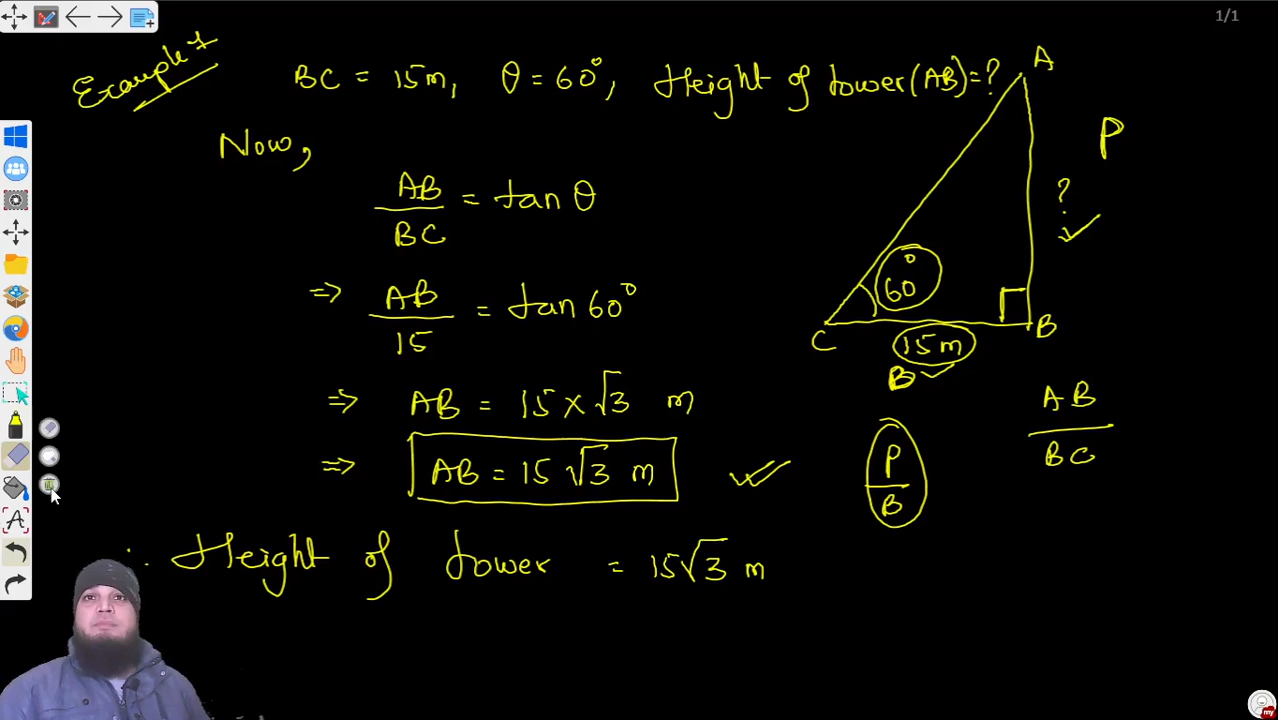 1/1
Example 1
BC = 15m, θ = 60°, Height of tower (AB) = ?
Now,
AB/BC = tan θ
=> AB/15 = tan 60°
=> AB = 15 × √3 m
=> AB = 15 √3 m
∴ Height of tower = 15√3 m
A
P
?
60°
C
15m
B
B
P/B
AB/BC
A
my